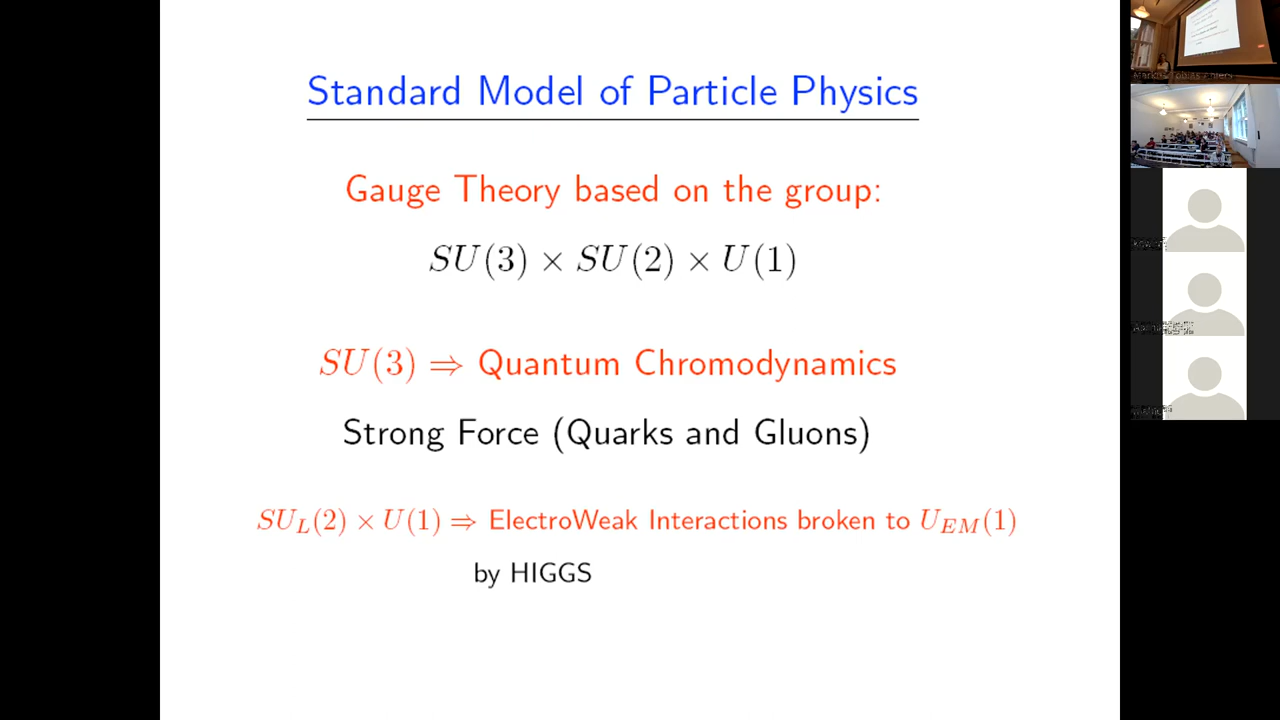 Standard Model of Particle Physics
Gauge Theory based on the group:
SU(3) × SU(2) × U(1)
SU(3) ⇒ Quantum Chromodynamics
Strong Force (Quarks and Gluons)
SU_L(2) × U(1) ⇒ ElectroWeak Interactions broken to U_EM(1)
by HIGGS